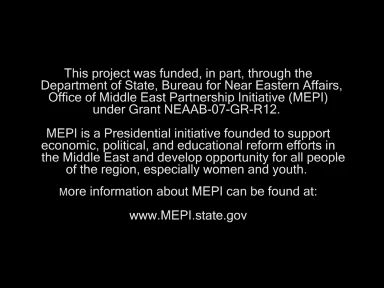 This project was funded, in part, through the
Department of State, Bureau for Near Eastern Affairs,
Office of Middle East Partnership Initiative (MEPI)
under Grant NEAAB-07-GR-R12.
MEPI is a Presidential initiative founded to support
economic, political, and educational reform efforts in
the Middle East and develop opportunity for all people
of the region, especially women and youth.
More information about MEPI can be found at:
www.MEPI.state.gov